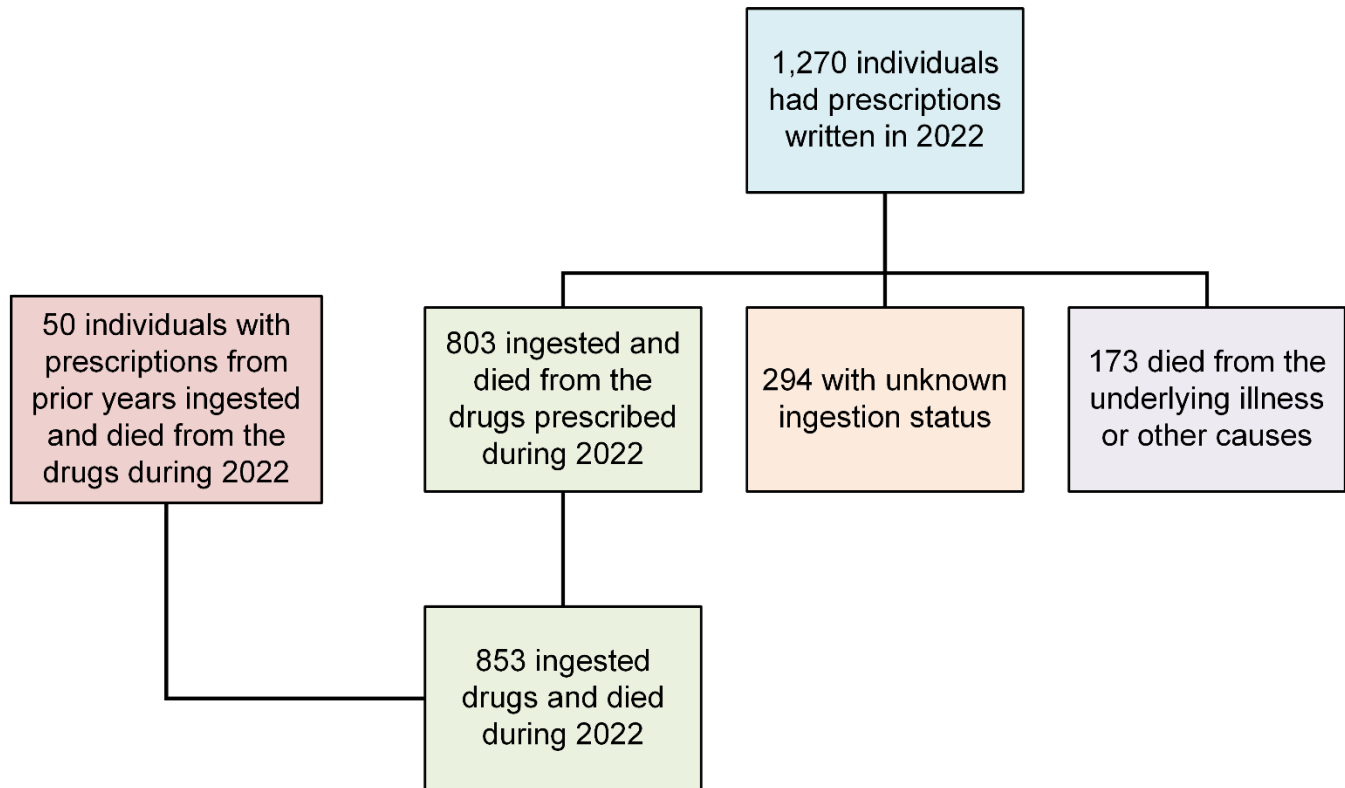 1,270 individuals
had prescriptions
written in 2022
50 individuals with
prescriptions from
prior years ingested
and died from the
drugs during 2022
803 ingested and
died from the
drugs prescribed
during 2022
294 with unknown
ingestion status
173 died from the
underlying illness
or other causes
853 ingested
drugs and died
during 2022